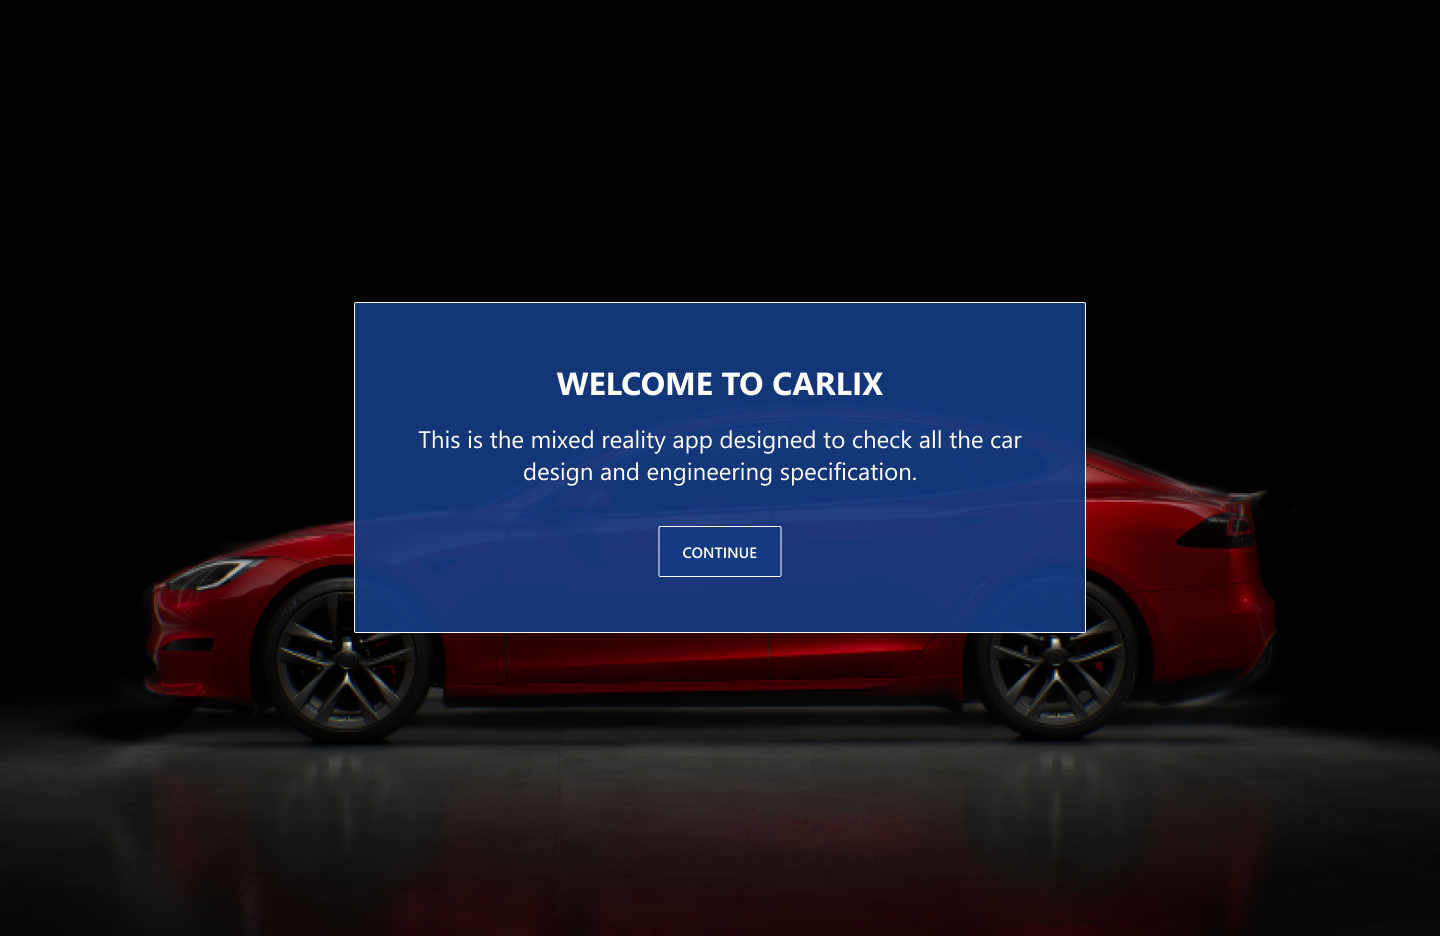 WELCOME TO CARLIX
This is the mixed reality app designed to check all the car
design and engineering specification.
CONTINUE